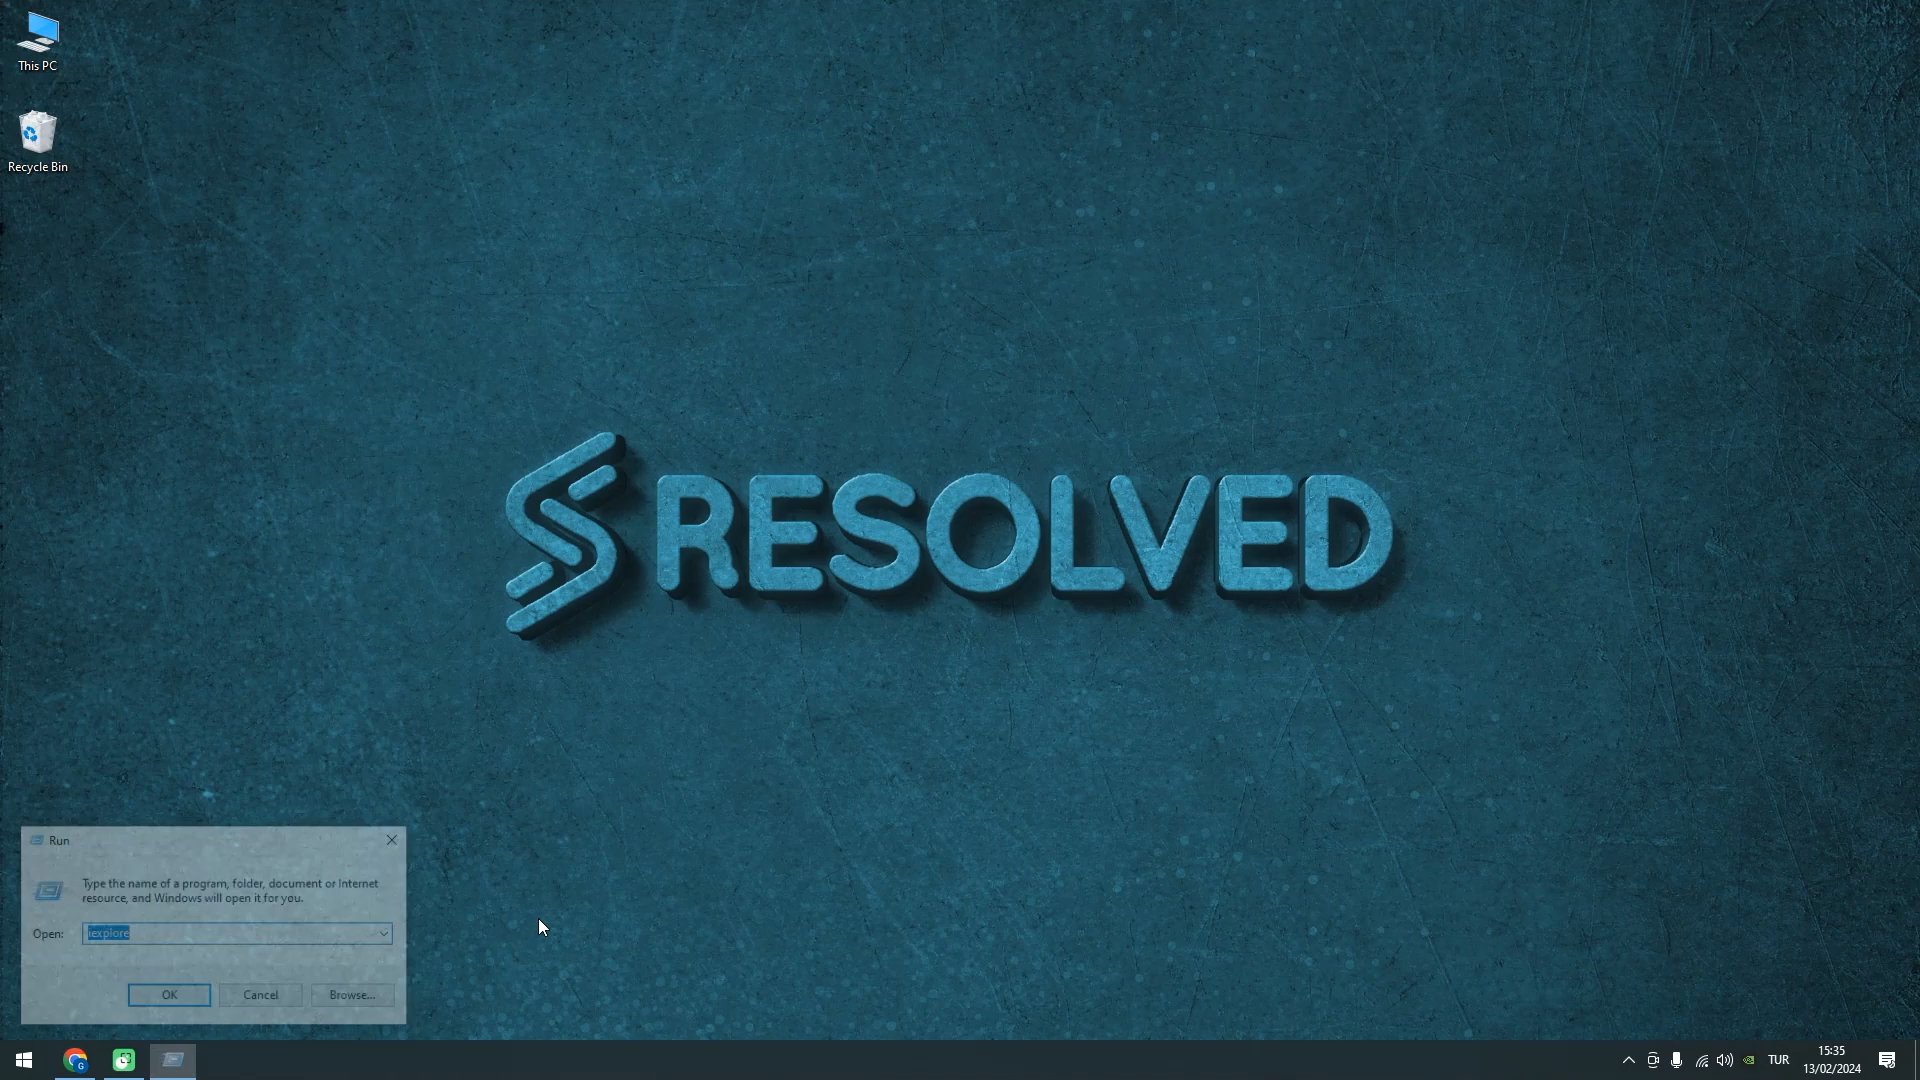 This PC
Recycle Bin
RESOLVED
Run
Type the name of a program, folder, document or Internet
resource, and Windows will open it for you.
Open: iexplore
OK Cancel Browse...
TUR
15:35
13/02/2024